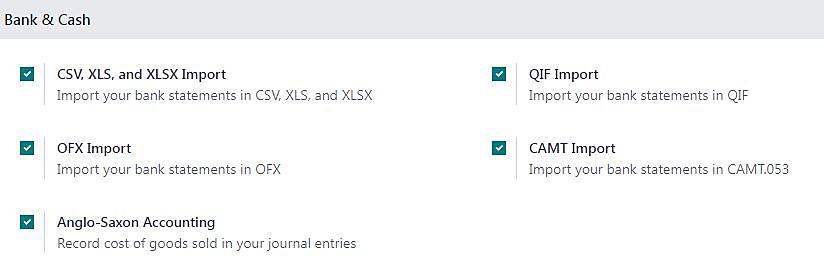 Bank & Cash
CSV, XLS, and XLSX Import
Import your bank statements in CSV, XLS, and XLSX
QIF Import
Import your bank statements in QIF
OFX Import
Import your bank statements in OFX
CAMT Import
Import your bank statements in CAMT.053
Anglo-Saxon Accounting
Record cost of goods sold in your journal entries